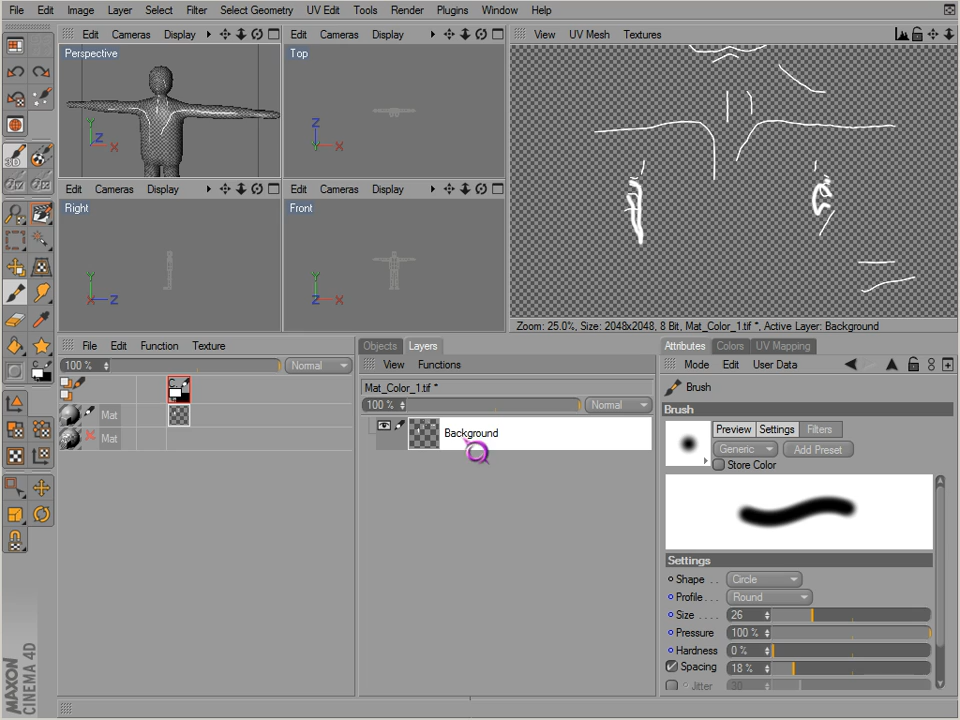 File Edit Image Layer Select Filter Select Geometry UV Edit Tools Render Plugins Window Help
Edit Cameras Display
Edit Cameras Display
View UV Mesh Textures
Perspective
Top
Y Z X
Z Y X
Edit Cameras Display
Edit Cameras Display
Right
Front
Y X Z
Y Z X
3D
Zoom: 25.0%, Size: 2048x2048, 8 Bit, Mat_Color_1.tif *, Active Layer: Background
File Edit Function Texture
Objects Layers
Attributes Colors UV Mapping
100 % Normal
View Functions
Mode Edit User Data
C
Mat_Color_1.tif *
Brush
Mat
100 % Normal
Brush
Mat
Background
Preview Settings Filters
Generic Add Preset
Store Color
Settings
Shape . . Circle
Profile . . . Round
Size . . . . 26
Pressure 100 %
Hardness 0 %
Spacing 18 %
Jitter 30
MAXON
CINEMA 4D